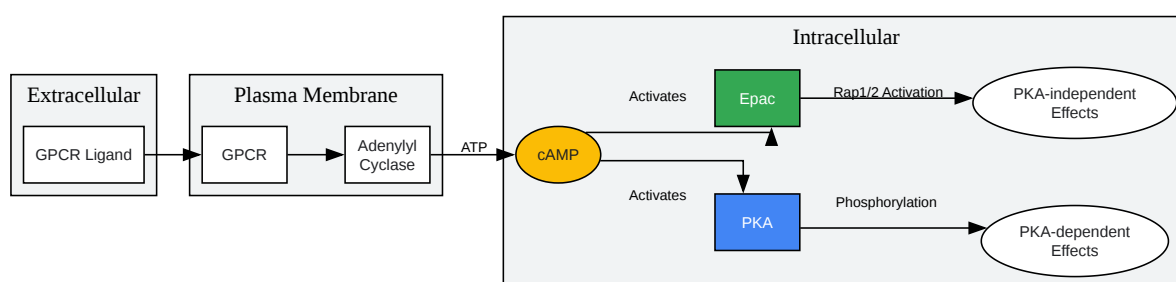 Extracellular
GPCR Ligand
Plasma Membrane
GPCR
Adenylyl
Cyclase
ATP
Intracellular
cAMP
Activates
Epac
Rap1/2 Activation
PKA-independent
Effects
Activates
PKA
Phosphorylation
PKA-dependent
Effects